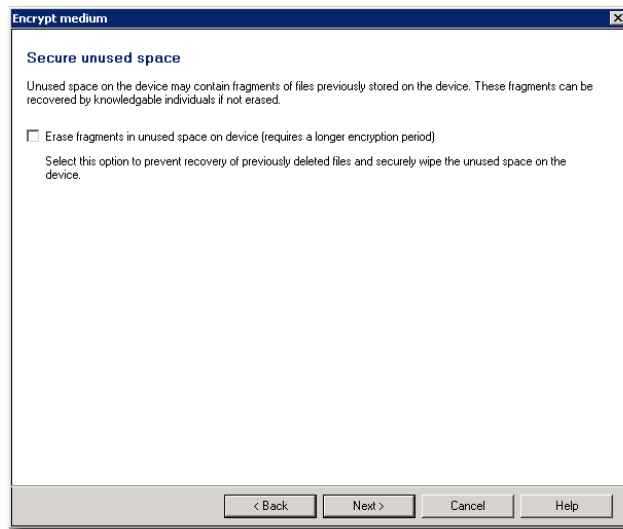 Encrypt medium
Secure unused space
Unused space on the device may contain fragments of files previously stored on the device. These fragments can be
recovered by knowledgable individuals if not erased.
Erase fragments in unused space on device (requires a longer encryption period)
Select this option to prevent recovery of previously deleted files and securely wipe the unused space on the
device.
< Back Next > Cancel Help